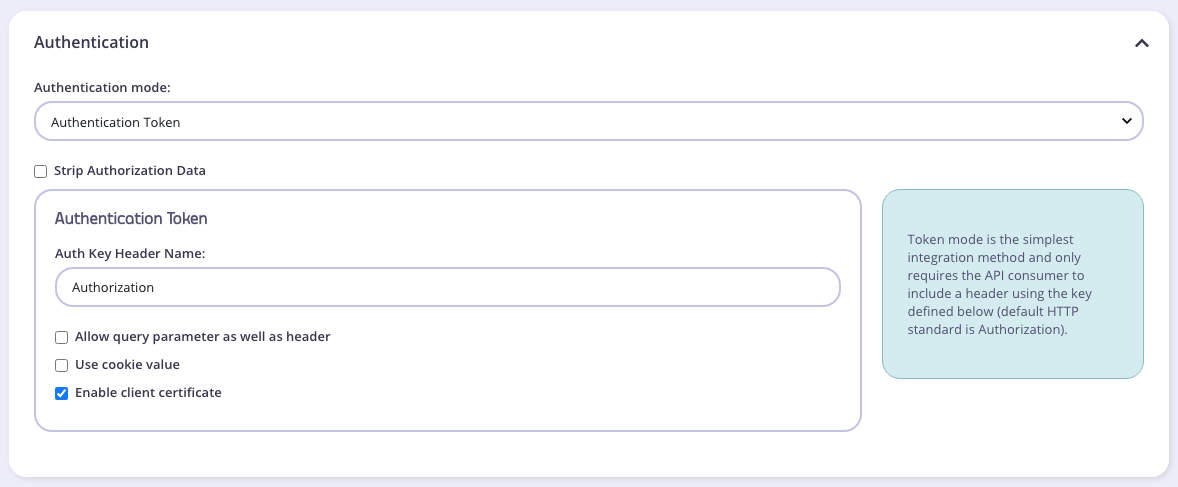 Authentication
Authentication mode:
Authentication Token
Strip Authorization Data
Authentication Token
Auth Key Header Name:
Authorization
Allow query parameter as well as header
Use cookie value
Enable client certificate
Token mode is the simplest
integration method and only
requires the API consumer to
include a header using the key
defined below (default HTTP
standard is Authorization).